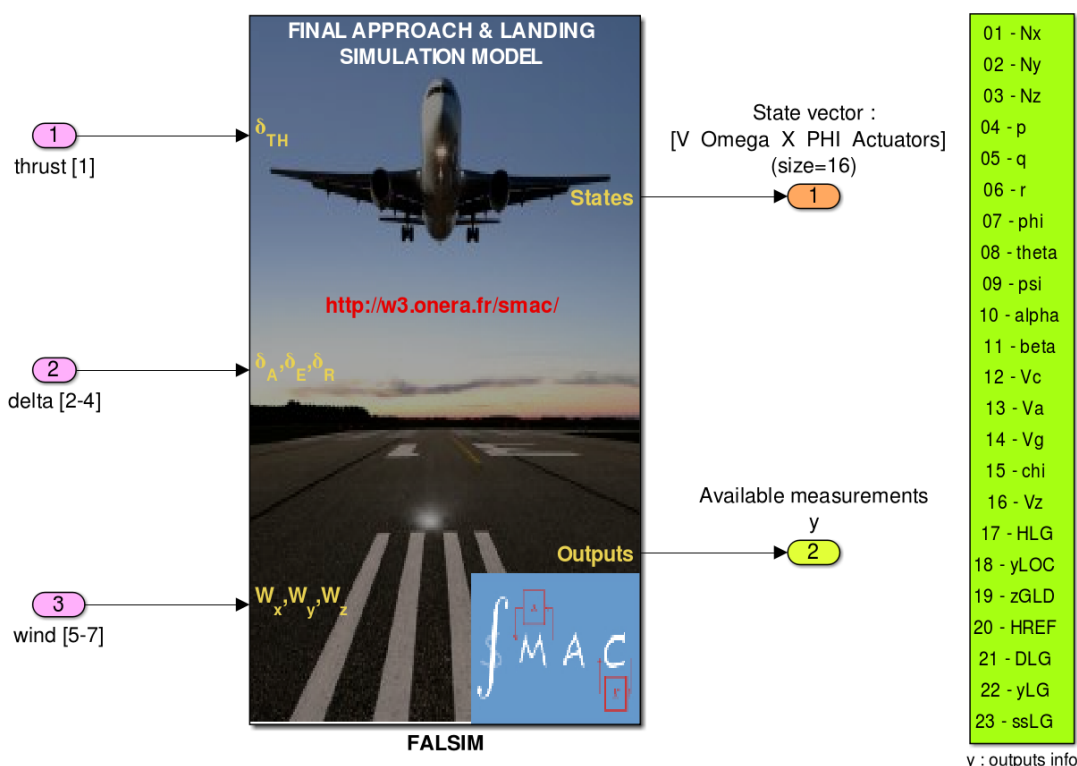 FINAL APPROACH & LANDING
SIMULATION MODEL
1
thrust [1]
δTH
State vector :
[V Omega X PHI Actuators]
(size=16)
States
1
http://w3.onera.fr/smac/
2
delta [2-4]
δA,δE,δR
Available measurements
y
Outputs
2
3
wind [5-7]
Wx,Wy,Wz
SMAC
FALSIM
01 - Nx
02 - Ny
03 - Nz
04 - p
05 - q
06 - r
07 - phi
08 - theta
09 - psi
10 - alpha
11 - beta
12 - Vc
13 - Va
14 - Vg
15 - chi
16 - Vz
17 - HLG
18 - yLOC
19 - zGLD
20 - HREF
21 - DLG
22 - yLG
23 - ssLG
y : outputs info